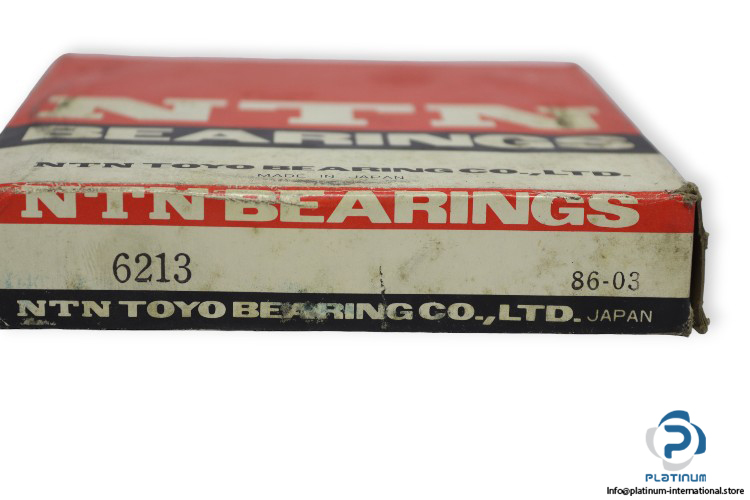 NTN
BEARINGS
NTN TOYO BEARING CO., LTD.
MADE IN JAPAN
NTN BEARINGS
6213
86-03
NTN TOYO BEARING CO., LTD. JAPAN
PLATINUM
Info@platinum-international.store